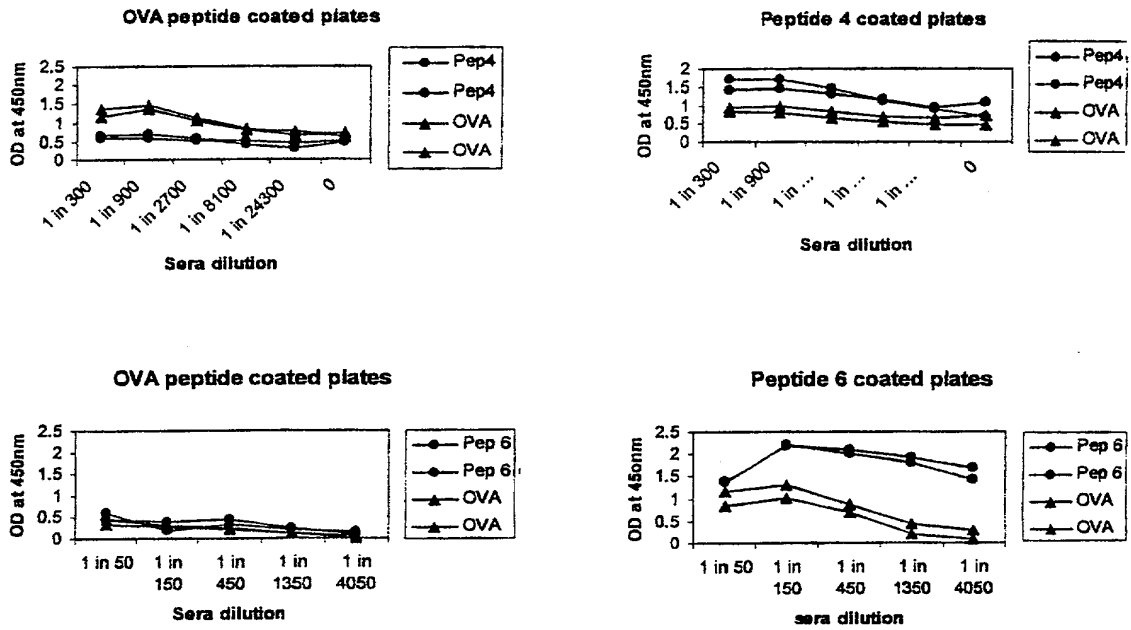 OVA peptide coated plates
OD at 450nm
2.5
2
1.5
1
0.5
0
1 in 300
1 in 900
1 in 2700
1 in 8100
1 in 24300
0
Sera dilution
Pep4
Pep4
OVA
OVA
Peptide 4 coated plates
OD at 450nm
2
1.5
1
0.5
0
1 in 300
1 in 900
1 in ...
1 in ...
1 in ...
0
Sera dilution
Pep4
Pep4
OVA
OVA
OVA peptide coated plates
OD at 450nm
2.5
2
1.5
1
0.5
0
1 in 50
1 in 150
1 in 450
1 in 1350
1 in 4050
Sera dilution
Pep 6
Pep 6
OVA
OVA
Peptide 6 coated plates
OD at 45onm
2.5
2
1.5
1
0.5
0
1 in 50
1 in 150
1 in 450
1 in 1350
1 in 4050
sera dilution
Pep 6
Pep 6
OVA
OVA